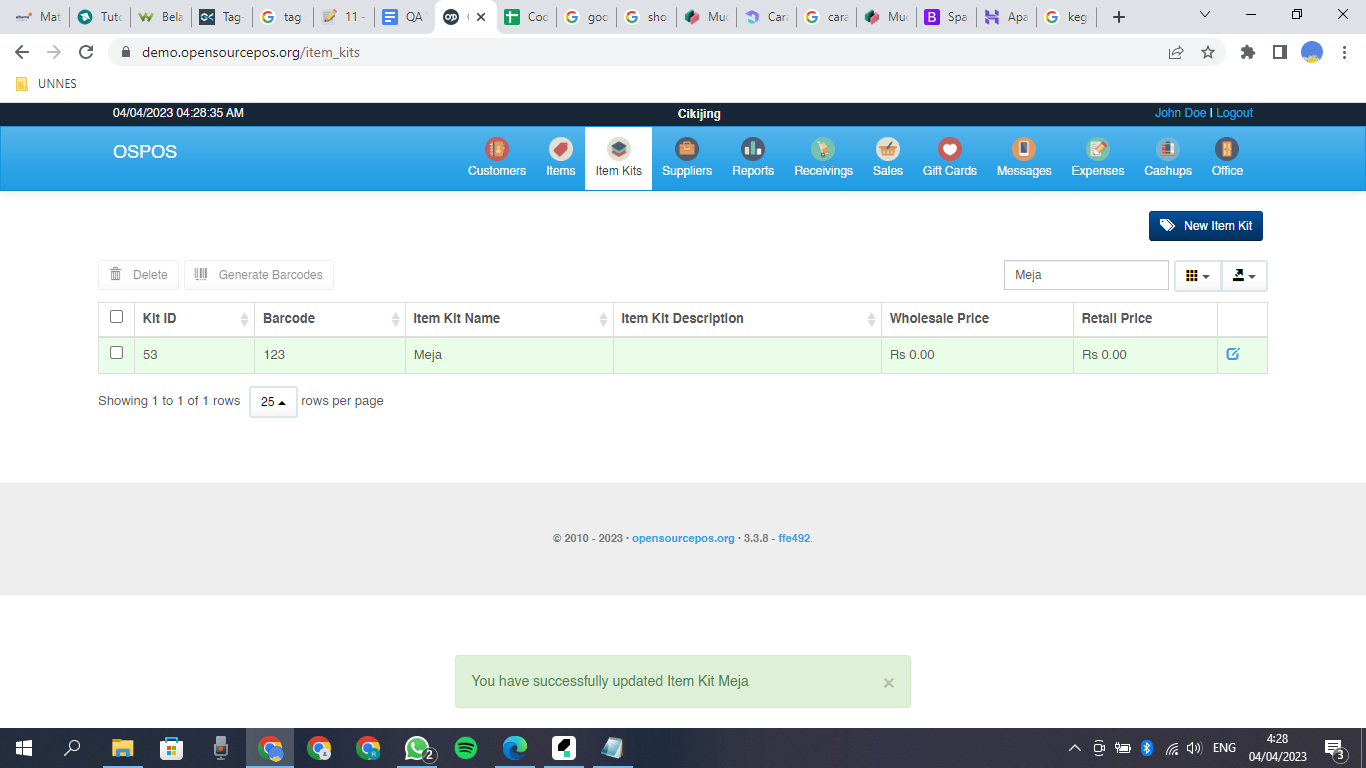 Mat
Tuto
Bela
Tag-
tag
11 -
QA
Cod
goo
sho
Muc
Cara
cara
Muc
Spa
Apa
keg
demo.opensourcepos.org/item_kits
UNNES
04/04/2023 04:28:35 AM
Cikijing
John Doe | Logout
OSPOS
Customers
Items
Item Kits
Suppliers
Reports
Receivings
Sales
Gift Cards
Messages
Expenses
Cashups
Office
New Item Kit
Delete
Generate Barcodes
Meja
Kit ID
Barcode
Item Kit Name
Item Kit Description
Wholesale Price
Retail Price
53
123
Meja
Rs 0.00
Rs 0.00
Showing 1 to 1 of 1 rows
25
rows per page
© 2010 - 2023 · opensourcepos.org · 3.3.8 - ffe492.
You have successfully updated Item Kit Meja
×
2
ENG
4:28
04/04/2023
3